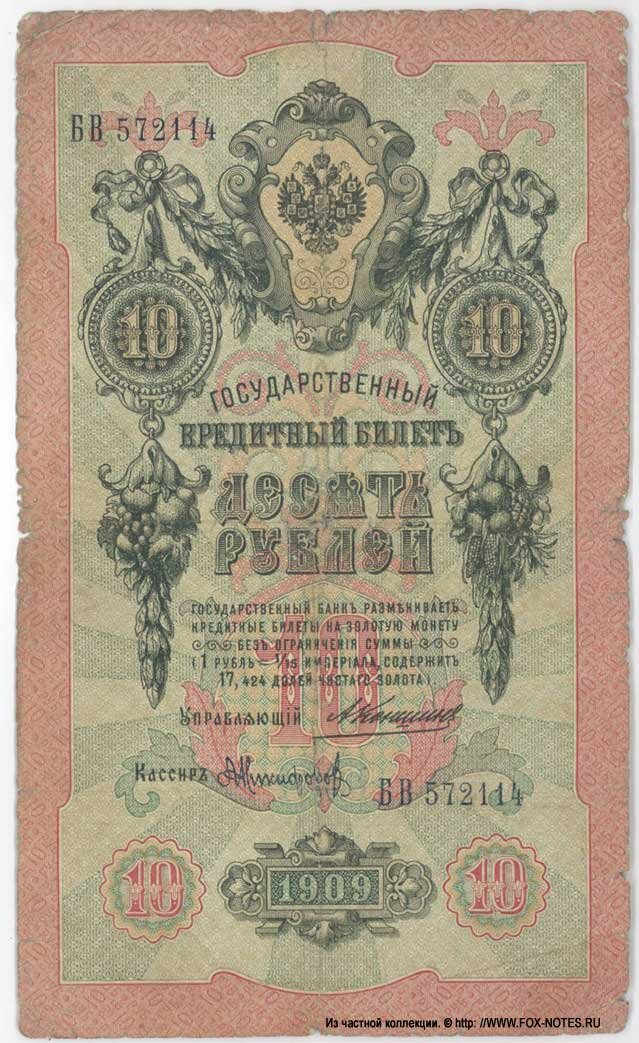 БВ 572114
10
10
ГОСУДАРСТВЕННЫЙ
КРЕДИТНЫЙ БИЛЕТЪ
ДЕСЯТЬ
РУБЛЕЙ
ГОСУДАРСТВЕННЫЙ БАНКЪ РАЗМѢНИВАЕТЪ
КРЕДИТНЫЕ БИЛЕТЫ НА ЗОЛОТУЮ МОНЕТУ
БЕЗЪ ОГРАНИЧЕНІЯ СУММЫ
(1 РУБЛЬ = 1/15 ИМПЕРІАЛА, СОДЕРЖИТЪ
17,424 ДОЛЕЙ ЧИСТАГО ЗОЛОТА).
10
УПРАВЛЯЮЩІЙ А Коншинъ
КАССИРЪ
БВ 572114
10
1909
10
Из частной коллекции. © http: //WWW.FOX-NOTES.RU